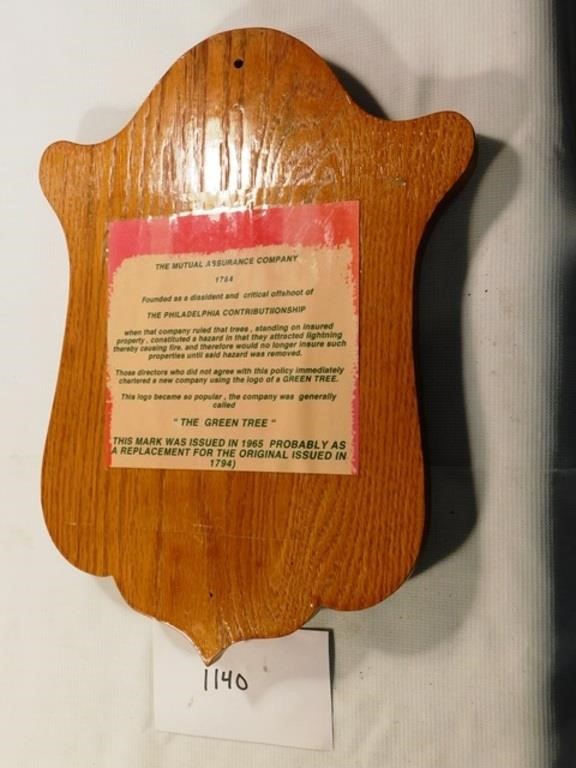 THE MUTUAL ASSURANCE COMPANY
1784
Founded as a dissident and critical offshoot of
THE PHILADELPHIA CONTRIBUTIIONSHIP
when that company ruled that trees , standing on insured
property , constituted a hazard in that they attracted lightning
thereby causing fire. and therefore would no longer insure such
properties until said hazard was removed.
Those directors who did not agree with this policy immediately
chartered a new company using the logo of a GREEN TREE.
This logo became so popular , the company was generally
called
" THE GREEN TREE "
THIS MARK WAS ISSUED IN 1965 PROBABLY AS
A REPLACEMENT FOR THE ORIGINAL ISSUED IN
1794)
1140